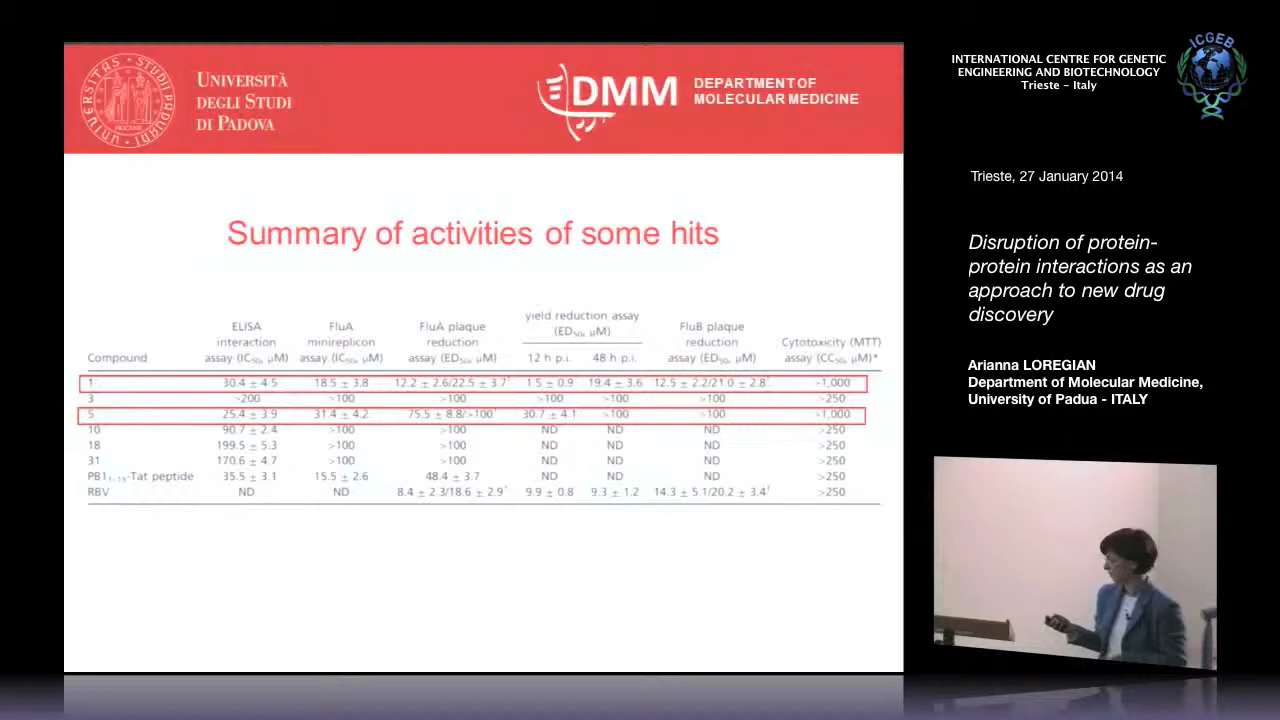 UNIVERSITÀ
DEGLI STUDI
DI PADOVA
DMM
DEPARTMENT OF
MOLECULAR MEDICINE
Summary of activities of some hits
Compound | ELISA interaction assay (IC50, µM) | FluA minireplicon assay (IC50, µM) | FluA plaque reduction assay (ED50, µM) | yield reduction assay (ED50, µM) 12 h p.i. | 48 h p.i. | FluB plaque reduction assay (ED50, µM) | Cytotoxicity (MTT) assay (CC50, µM)*
1 30.4 ± 4.5 18.5 ± 3.8 12.2 ± 2.6/22.5 ± 3.7† 1.5 ± 0.9 19.4 ± 3.6 12.5 ± 2.2/21.0 ± 2.8† >1,000
3 >200 >100 >100 >100 >100 >100 >250
5 25.4 ± 3.9 31.4 ± 4.2 75.5 ± 8.8/>100† 30.7 ± 4.1 >100 >100 >1,000
10 90.7 ± 2.4 >100 >100 ND ND ND >250
18 199.5 ± 5.3 >100 >100 ND ND ND >250
31 170.6 ± 4.7 >100 >100 ND ND ND >250
PB1₁₋₁₅-Tat peptide 35.5 ± 3.1 15.5 ± 2.6 48.4 ± 3.7 ND ND ND >250
RBV ND ND 8.4 ± 2.3/18.6 ± 2.9† 9.9 ± 0.8 9.3 ± 1.2 14.3 ± 5.1/20.2 ± 3.4† >250
INTERNATIONAL CENTRE FOR GENETIC
ENGINEERING AND BIOTECHNOLOGY
Trieste - Italy
ICGEB
Trieste, 27 January 2014
Disruption of protein-
protein interactions as an
approach to new drug
discovery
Arianna LOREGIAN
Department of Molecular Medicine,
University of Padua - ITALY